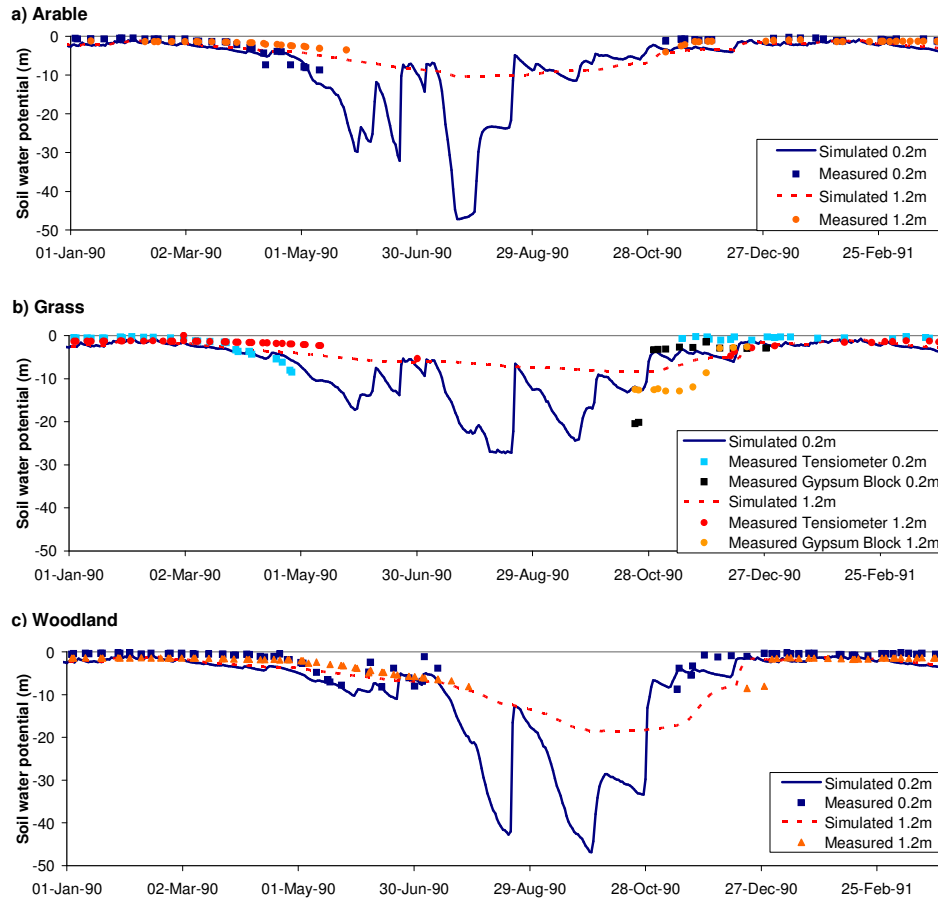 a) Arable
Soil water potential (m)
0
-10
-20
-30
-40
-50
Simulated 0.2m
Measured 0.2m
Simulated 1.2m
Measured 1.2m
01-Jan-90 02-Mar-90 01-May-90 30-Jun-90 29-Aug-90 28-Oct-90 27-Dec-90 25-Feb-91
b) Grass
Soil water potential (m)
0
-10
-20
-30
-40
-50
Simulated 0.2m
Measured Tensiometer 0.2m
Measured Gypsum Block 0.2m
Simulated 1.2m
Measured Tensiometer 1.2m
Measured Gypsum Block 1.2m
01-Jan-90 02-Mar-90 01-May-90 30-Jun-90 29-Aug-90 28-Oct-90 27-Dec-90 25-Feb-91
c) Woodland
Soil water potential (m)
0
-10
-20
-30
-40
-50
Simulated 0.2m
Measured 0.2m
Simulated 1.2m
Measured 1.2m
01-Jan-90 02-Mar-90 01-May-90 30-Jun-90 29-Aug-90 28-Oct-90 27-Dec-90 25-Feb-91